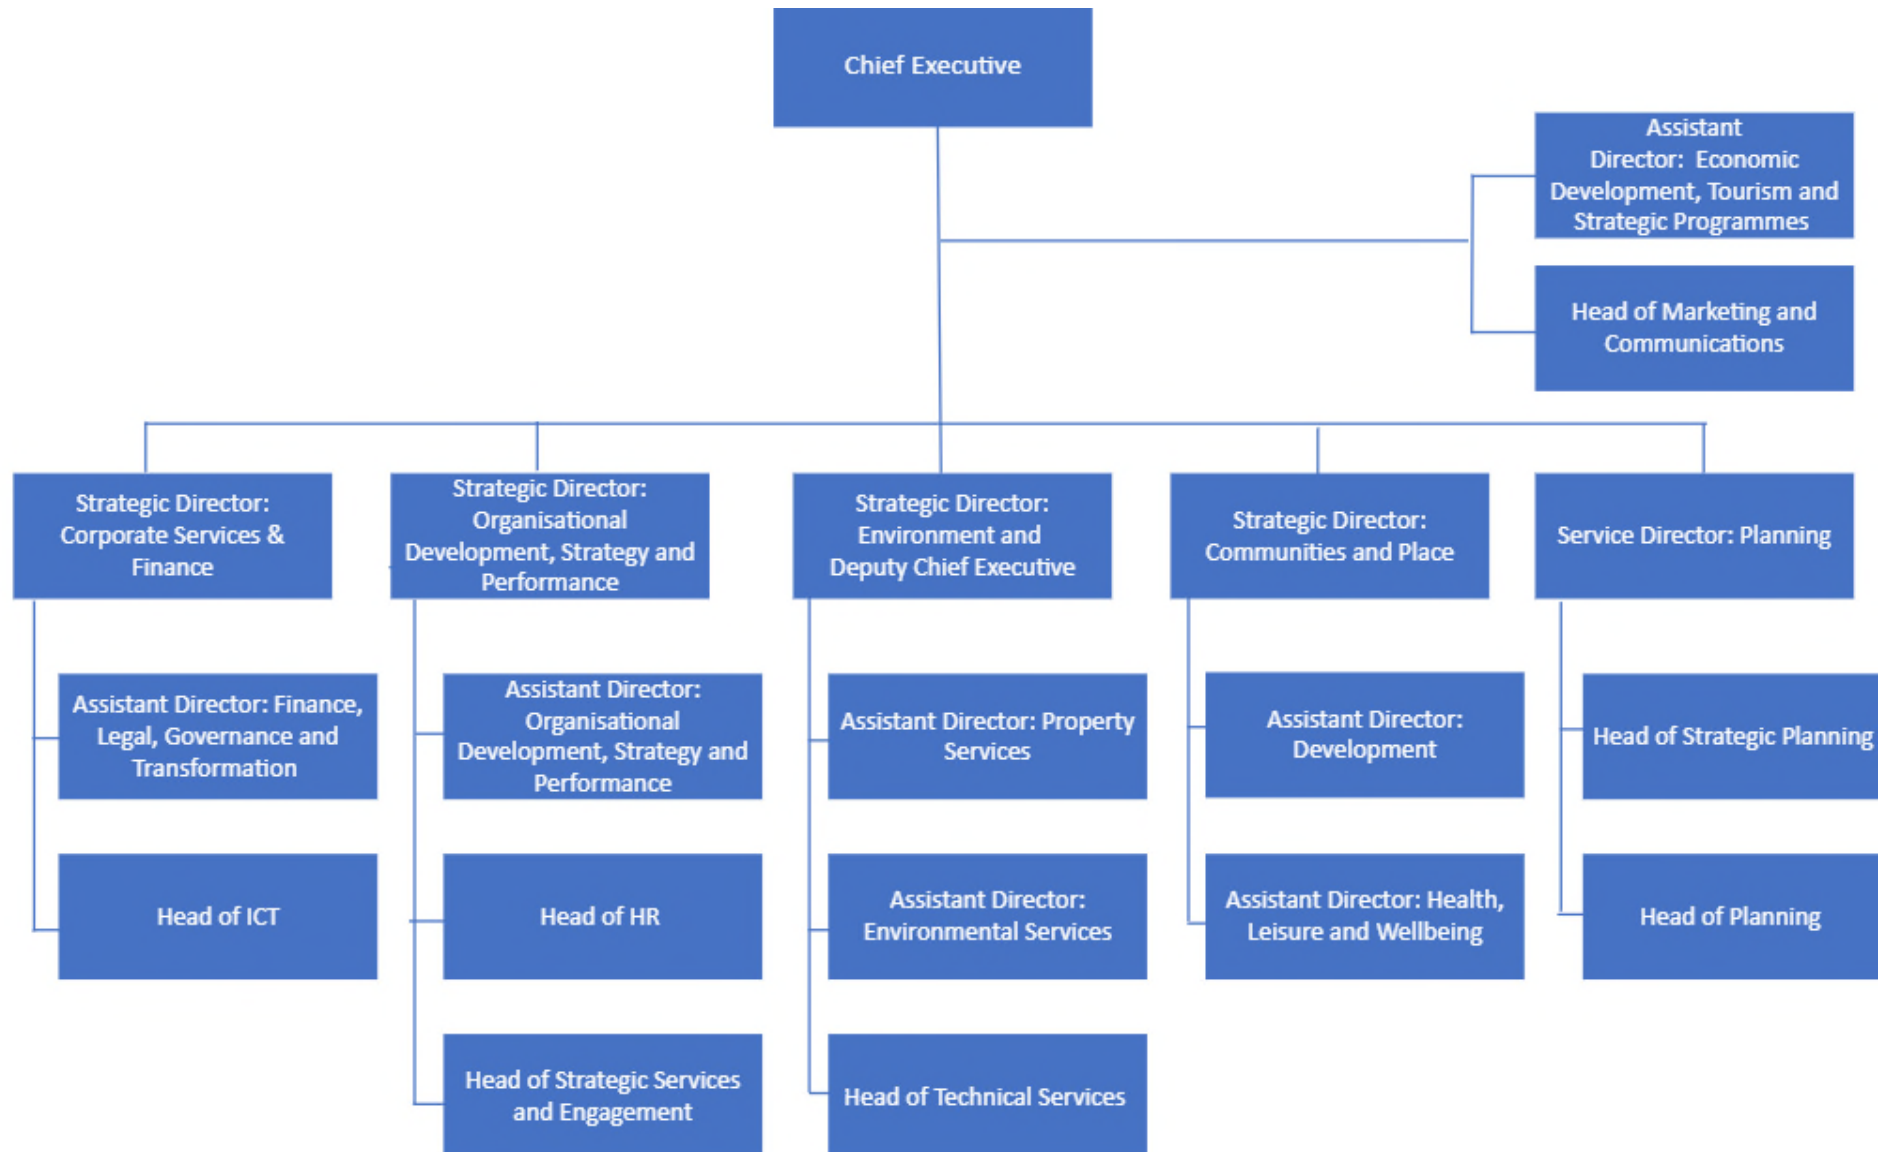 Chief Executive
Assistant
Director:  Economic
Development, Tourism and
Strategic Programmes
Head of Marketing and
Communications
Strategic Director:
Corporate Services &
Finance
Strategic Director:
Organisational
Development, Strategy and
Performance
Strategic Director:
Environment and
Deputy Chief Executive
Strategic Director:
Communities and Place
Service Director: Planning
Assistant Director: Finance,
Legal, Governance and
Transformation
Assistant Director:
Organisational
Development, Strategy and
Performance
Assistant Director: Property
Services
Assistant Director:
Development
Head of Strategic Planning
Head of ICT
Head of HR
Assistant Director:
Environmental Services
Assistant Director: Health,
Leisure and Wellbeing
Head of Planning
Head of Strategic Services
and Engagement
Head of Technical Services